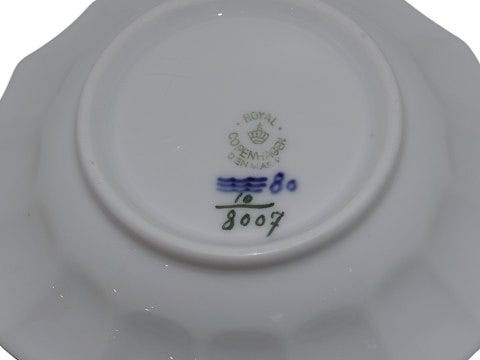 ROYAL
COPENHAGEN
DENMARK
80
10
8007